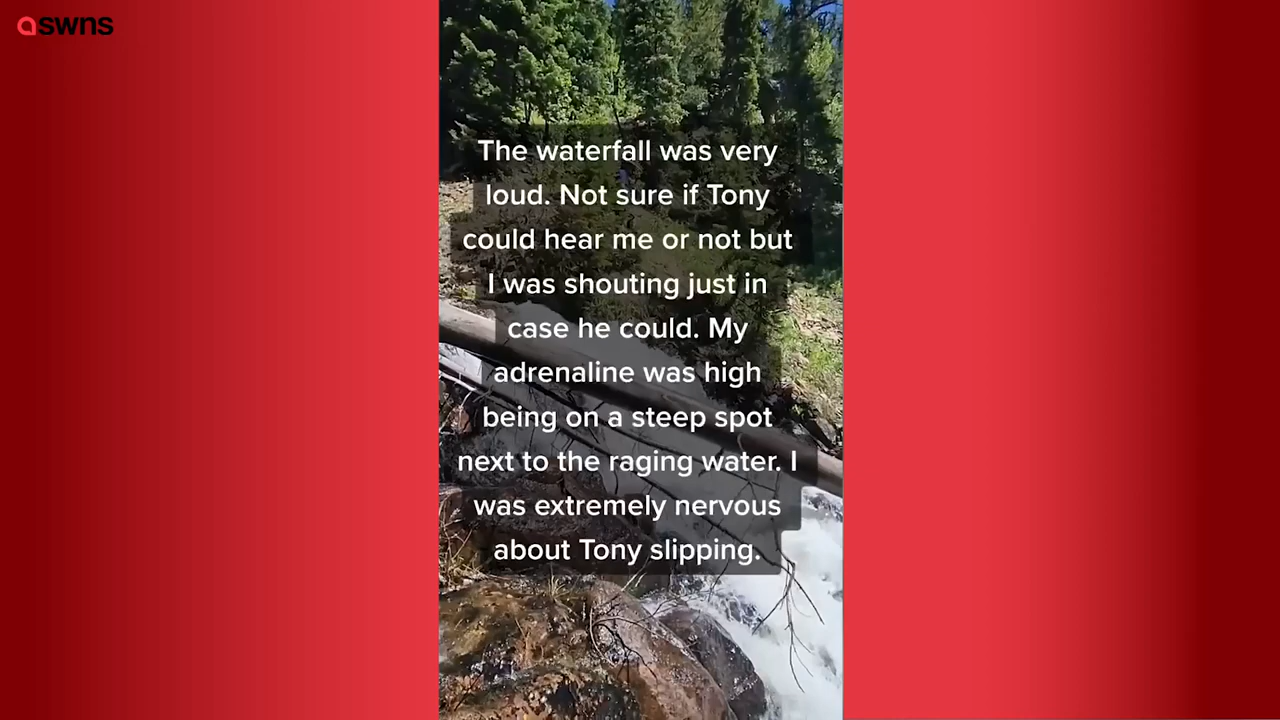 swns
The waterfall was very
loud. Not sure if Tony
could hear me or not but
I was shouting just in
case he could. My
adrenaline was high
being on a steep spot
next to the raging water. I
was extremely nervous
about Tony slipping.